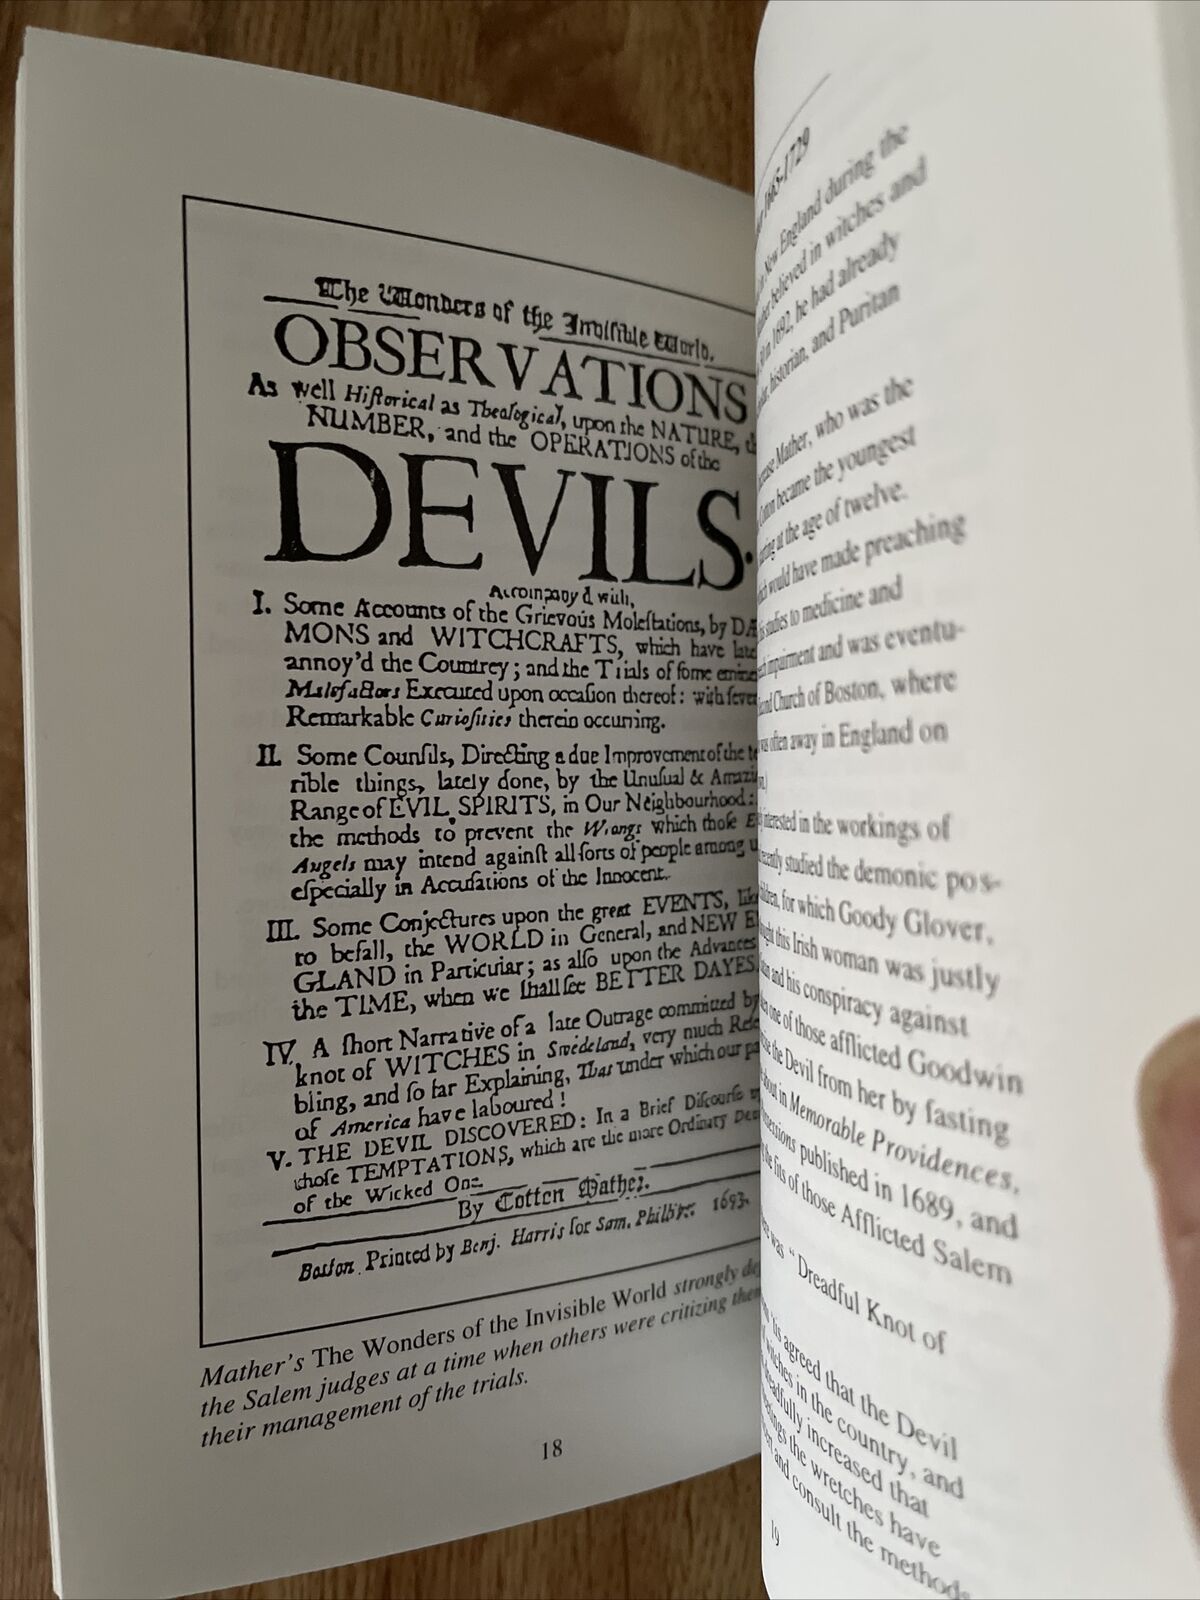 The Wonders of the Invisible World.
OBSERVATIONS
As well Hiſtorical as Theological, upon the NATURE, the
NUMBER, and the OPERATIONS of the
DEVILS.
Accompany'd with,
I. Some Accounts of the Grievous Moleſtations, by DÆ
MONS and WITCHCRAFTS, which have late
annoy'd the Countrey; and the Trials of ſome
Malefactors Executed upon occaſion thereof: with
Remarkable Curioſities therein occurring.
II. Some Counſils, Directing a due Improvement of the
rible things, lately done, by the Unuſual & Amazi
Range of EVIL SPIRITS, in Our Neighbourhood:
the methods to prevent the Wrongs which thoſe E
Angels may intend againſt all ſorts of people among
eſpecially in Accuſations of the Innocent.
III. Some Conjectures upon the great EVENTS,
to befall, the WORLD in General, and NEW E
GLAND in Particular; as alſo upon the Advances
the TIME, when we ſhall ſee BETTER DAYES
IV. A ſhort Narrative of a late Outrage committed by
knot of WITCHES in Swedeland, very much
bling, and ſo far Explaining, That under which our
of America have laboured!
V. THE DEVIL DISCOVERED: In a Brief Diſcourſe
thoſe TEMPTATIONS, which are the more Ordinary
of the Wicked One.
By Cotten Mather.
Boſton Printed by Benj. Harris for Sam. Phillips. 1693.
Mather's The Wonders of the Invisible World strongly
the Salem judges at a time when others were critizing
their management of the trials.
18
1663-1729
New England during the
believed in witches and
in 1692, he had already
historian, and Puritan
Mather, who was the
Cotton became the youngest
at the age of twelve.
would have made preaching
studies to medicine and
impairment and was eventu-
Church of Boston, where
was often away in England on
interested in the workings of
recently studied the demonic pos-
for which Goody Glover,
this Irish woman was justly
and his conspiracy against
one of those afflicted Goodwin
the Devil from her by fasting
about in Memorable Providences,
published in 1689, and
the fits of those Afflicted Salem
was "Dreadful Knot of
'tis agreed that the Devil
witches in the country, and
dreadfully increased that
the wretches have
and consult the methods
19